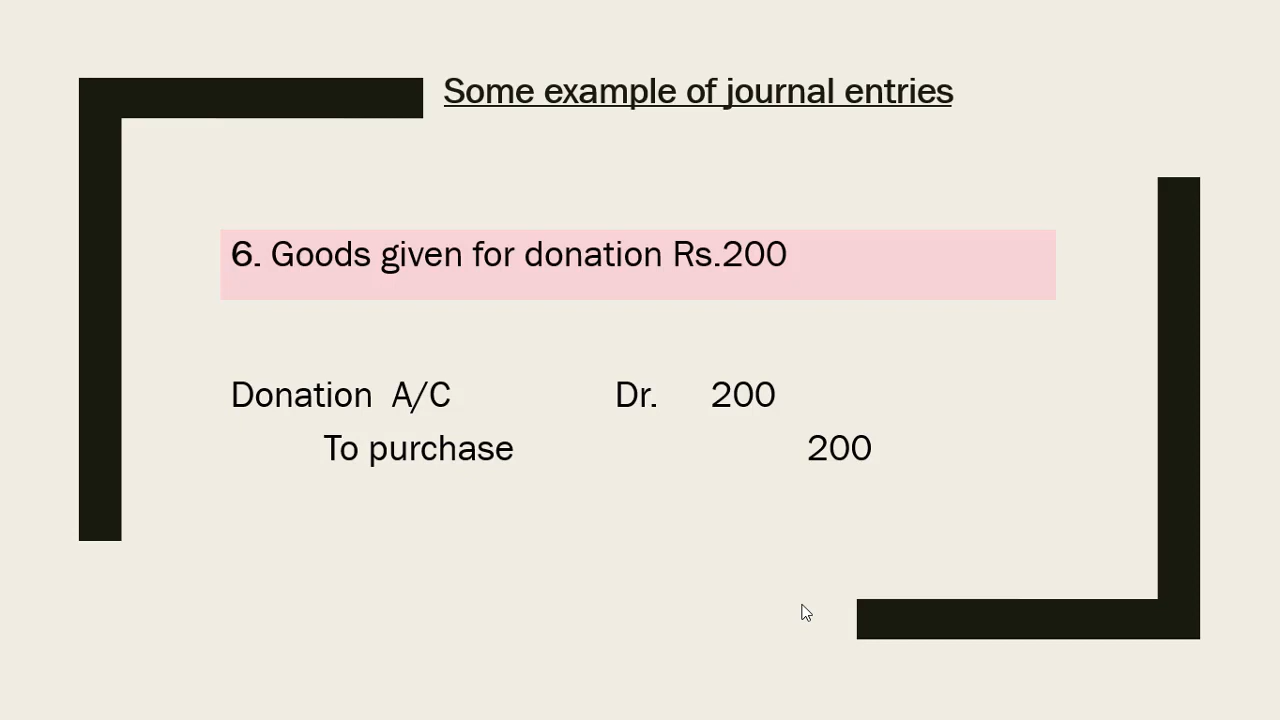 Some example of journal entries
6. Goods given for donation Rs.200
Donation A/C Dr. 200
To purchase 200